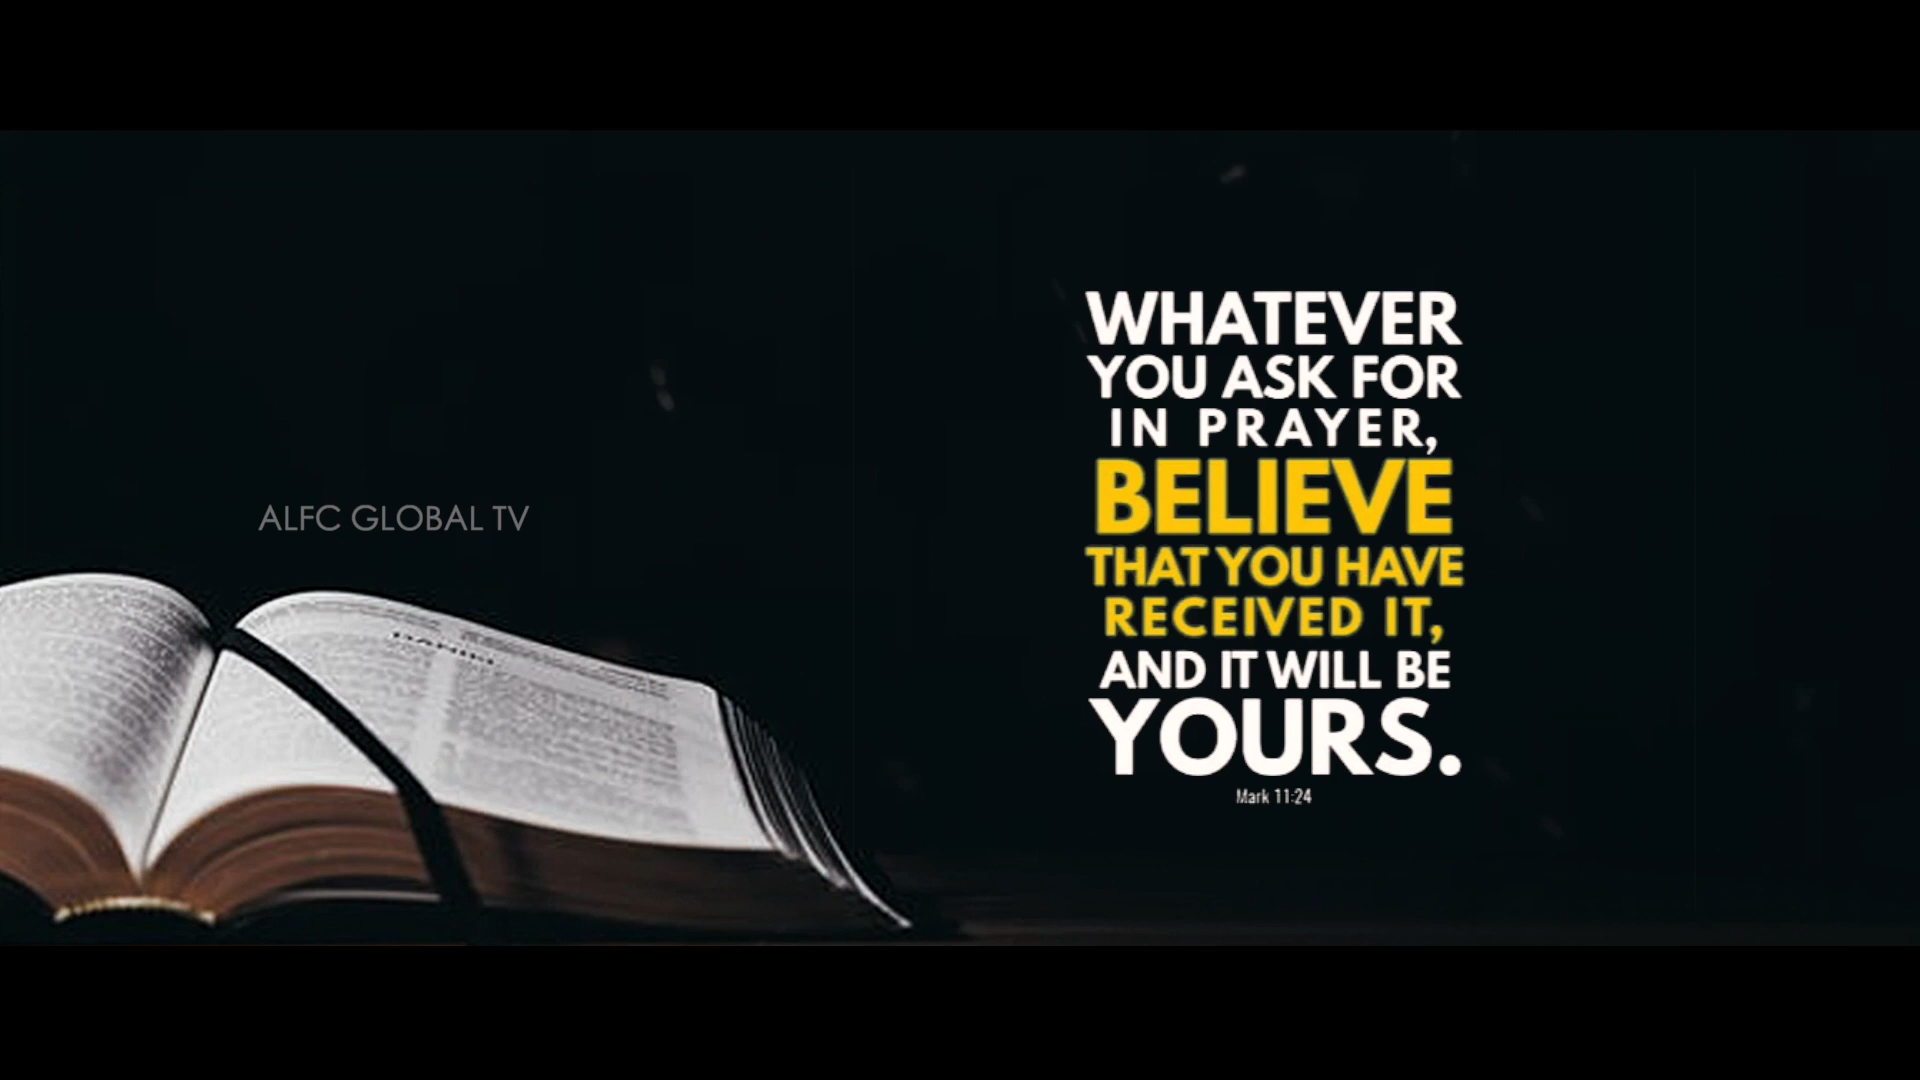 ALFC GLOBAL TV
WHATEVER
YOU ASK FOR
IN PRAYER,
BELIEVE
THAT YOU HAVE
RECEIVED IT,
AND IT WILL BE
YOURS.
Mark 11:24